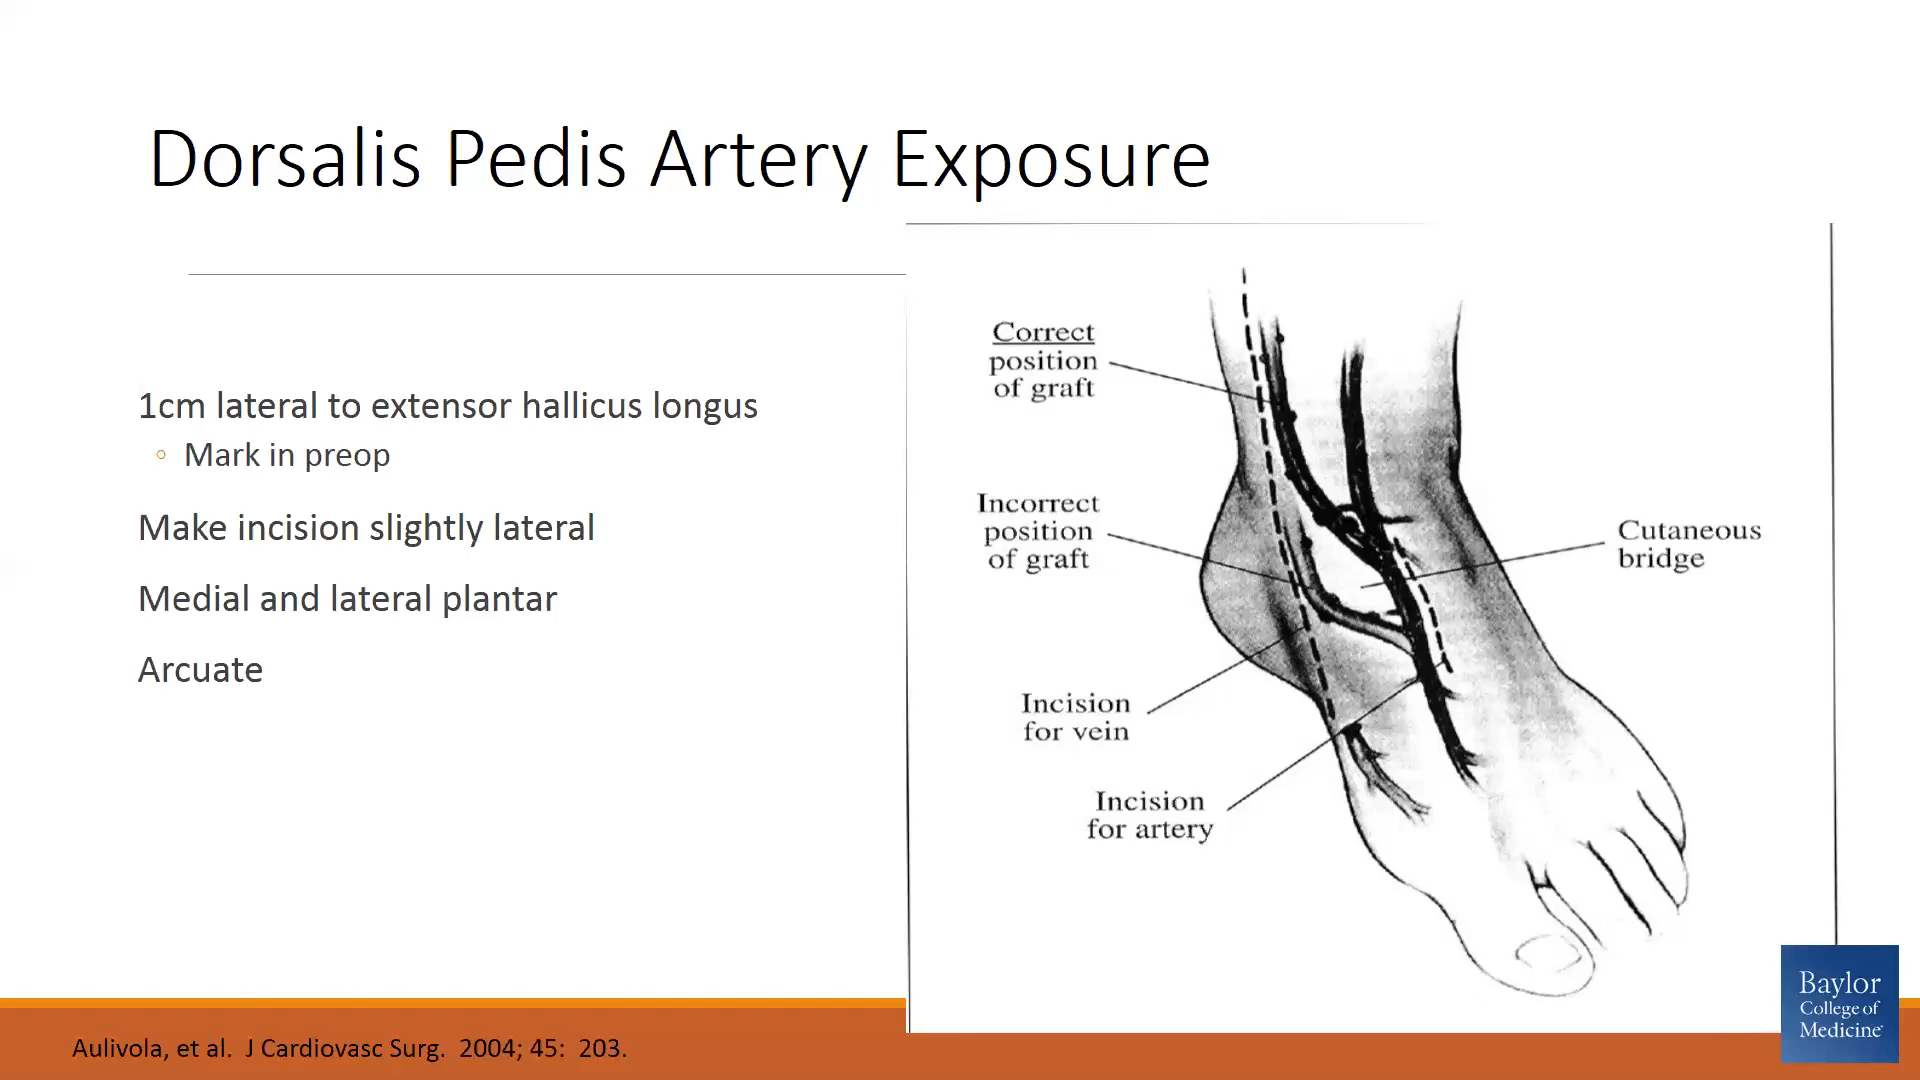 Dorsalis Pedis Artery Exposure
1cm lateral to extensor hallicus longus
◦ Mark in preop
Make incision slightly lateral
Medial and lateral plantar
Arcuate
Correct
position
of graft
Incorrect
position
of graft
Cutaneous
bridge
Incision
for vein
Incision
for artery
Aulivola, et al. J Cardiovasc Surg. 2004; 45: 203.
Baylor
College of
Medicine